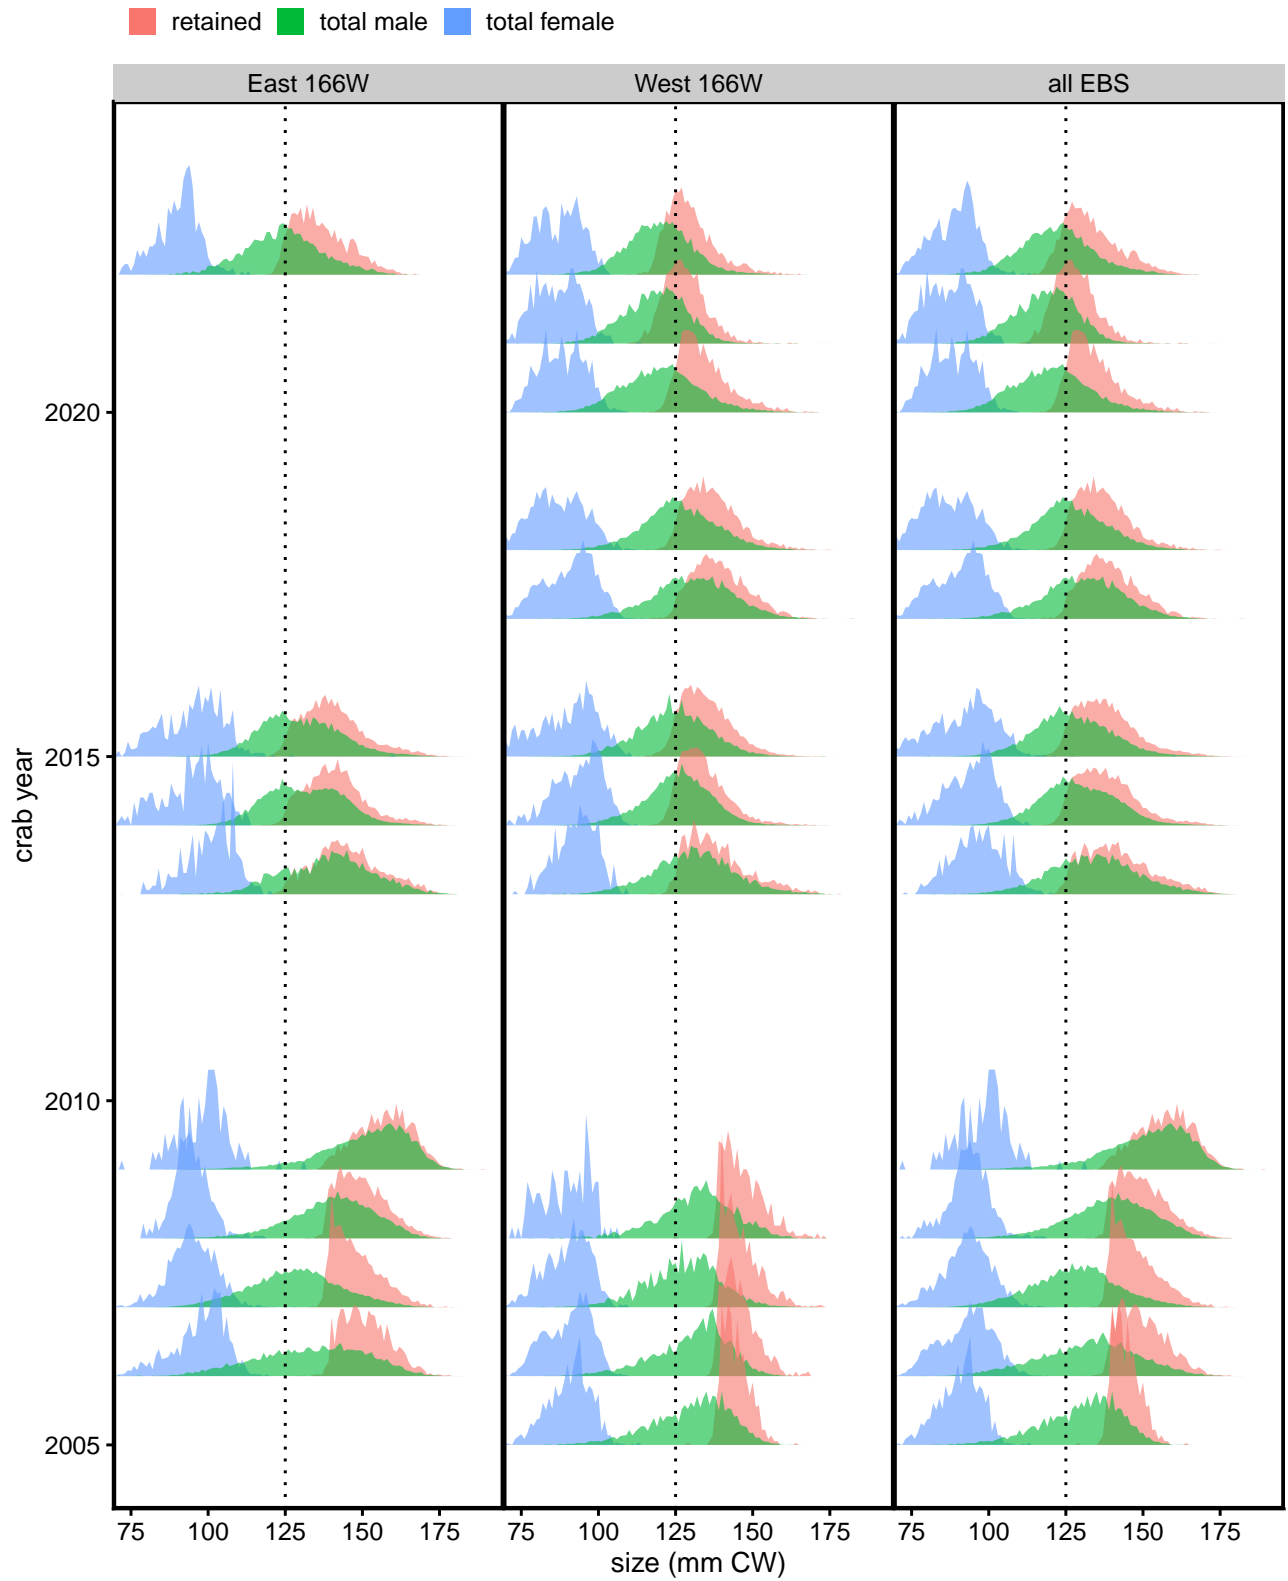 retained total male total female
East 166W West 166W all EBS
2020
2015
crab year
2010
2005
75 100 125 150 175 75 100 125 150 175 75 100 125 150 175
size (mm CW)